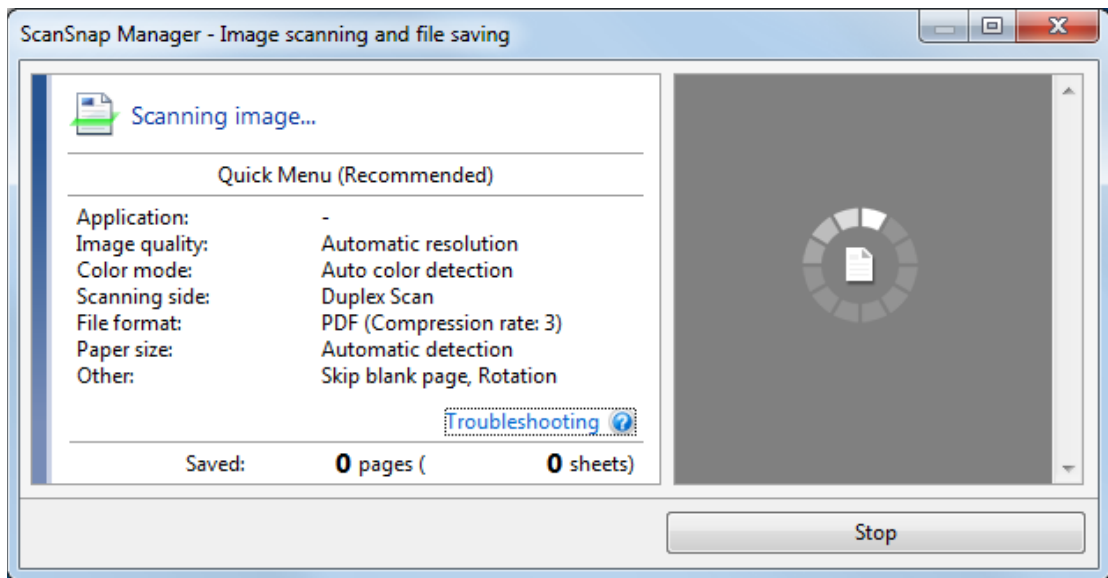 ScanSnap Manager - Image scanning and file saving
Scanning image...
Quick Menu (Recommended)
Application: -
Image quality: Automatic resolution
Color mode: Auto color detection
Scanning side: Duplex Scan
File format: PDF (Compression rate: 3)
Paper size: Automatic detection
Other: Skip blank page, Rotation
Troubleshooting ?
Saved: 0 pages ( 0 sheets)
Stop